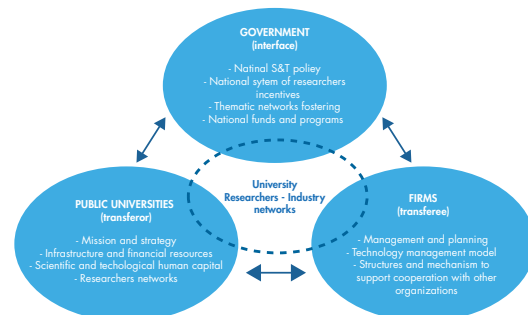 GOVERNMENT
(interface)
- Natinal S&T policy
- National sytem of researchers
incentives
- Thematic networks fostering
- National funds and programs
University
Researchers - Industry
networks
PUBLIC UNIVERSITIES
(transferor)
- Mission and strategy
- Infrastructure and financial resources
- Scientific and techological human capital
- Researchers networks
FIRMS
(transferee)
- Management and planning
- Technology management model
- Structures and mechanism to
support cooperation with other
organizations